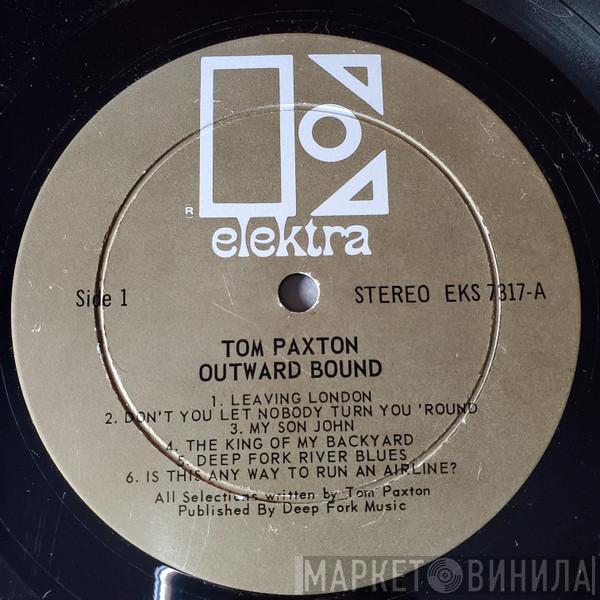 ®
elektra
Side 1
STEREO EKS 7317-A
TOM PAXTON
OUTWARD BOUND
1. LEAVING LONDON
2. DON'T YOU LET NOBODY TURN YOU 'ROUND
3. MY SON JOHN
4. THE KING OF MY BACKYARD
5. DEEP FORK RIVER BLUES
6. IS THIS ANY WAY TO RUN AN AIRLINE?
All Selections written by Tom Paxton
Published By Deep Fork Music
МАРКЕТ ВИНИЛА